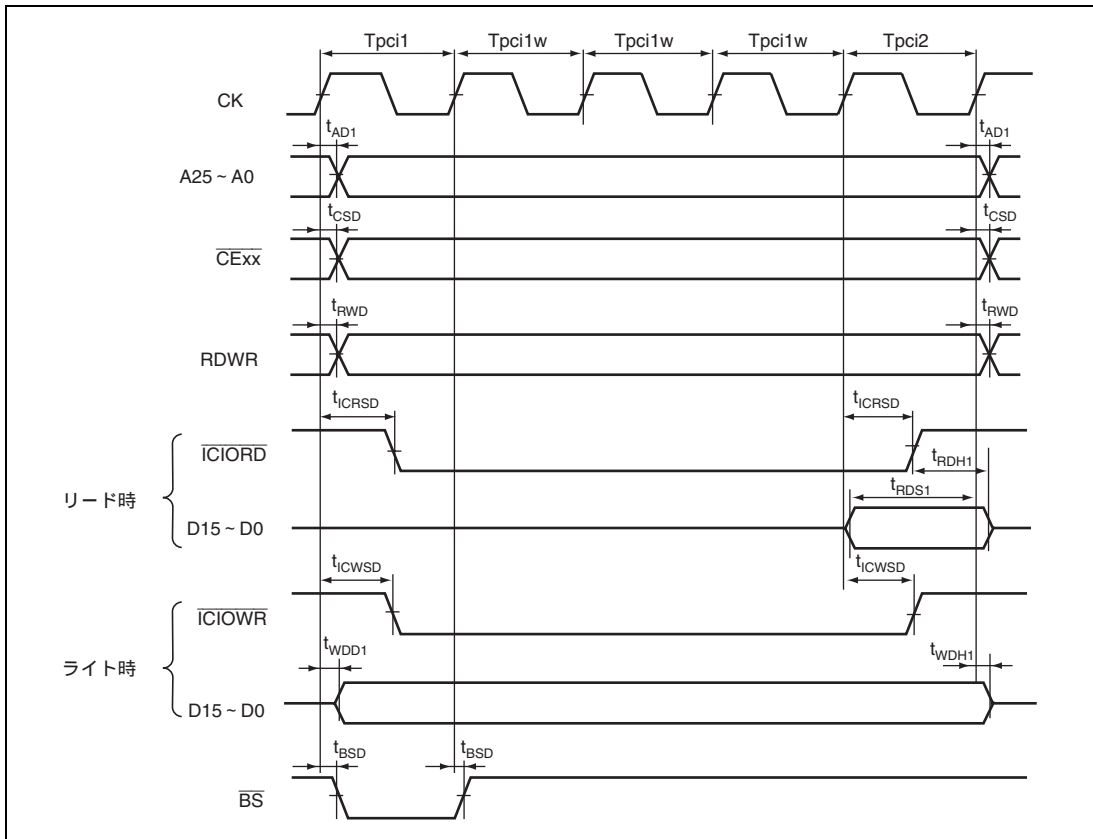 Tpci1 Tpci1w Tpci1w Tpci1w Tpci2
CK
tAD1 tAD1
A25 ~ A0
tCSD tCSD
CExx
tRWD tRWD
RDWR
tICRSD tICRSD
ICIORD
tRDH1
リード時
tRDS1
D15 ~ D0
tICWSD tICWSD
ICIOWR
tWDD1 tWDH1
ライト時
D15 ~ D0
tBSD tBSD
BS